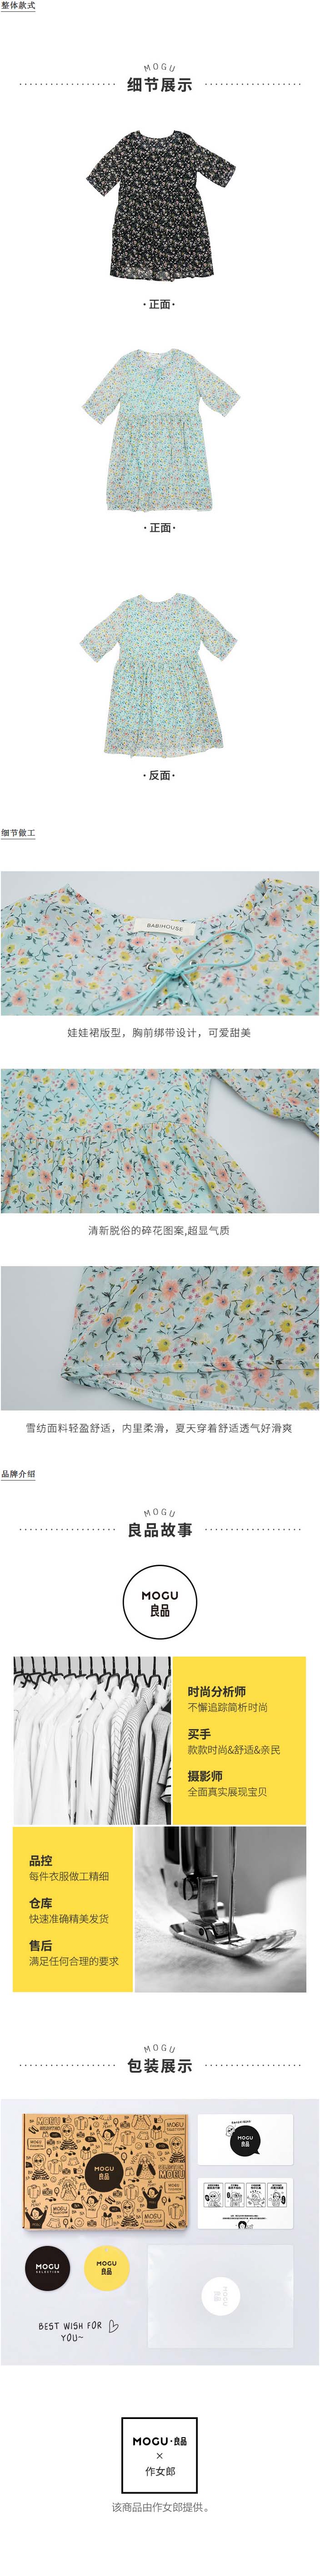 整体款式
MOGU
细节展示
·正面·
·正面·
·反面·
细节做工
BABIHOUSE
娃娃裙版型，胸前绑带设计，可爱甜美
清新脱俗的碎花图案,超显气质
雪纺面料轻盈舒适，内里柔滑，夏天穿着舒适透气好滑爽
品牌介绍
MOGU
良品故事
MOGU
良品
时尚分析师
不懈追踪简析时尚
买手
款款时尚&舒适&亲民
摄影师
全面真实展现宝贝
品控
每件衣服做工精细
仓库
快速准确精美发货
售后
满足任何合理的要求
MOGU
包装展示
MOGU
良品
MOGU
良品
MOGU
SELECTION
MOGU
良品
MOGU
良品
BEST WISH FOR
YOU~
MOGU·良品
×
作女郎
该商品由作女郎提供。